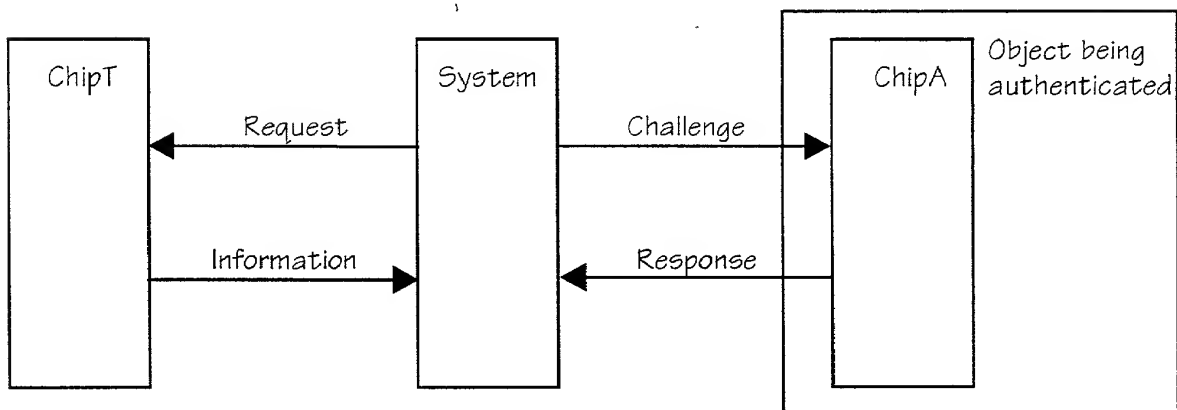 ChipT
System
ChipA
Object being
authenticated
Request
Challenge
Information
Response